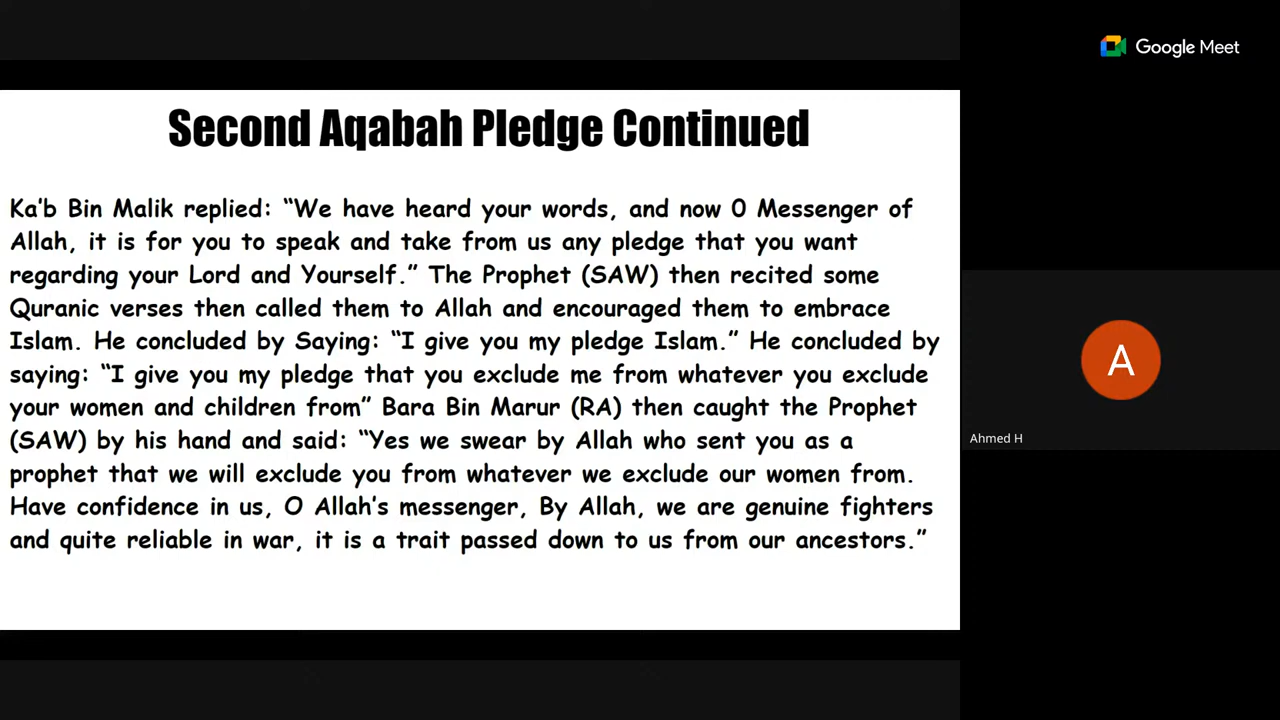 Google Meet
Second Aqabah Pledge Continued
Ka’b Bin Malik replied: “We have heard your words, and now 0 Messenger of
Allah, it is for you to speak and take from us any pledge that you want
regarding your Lord and Yourself.” The Prophet (SAW) then recited some
Quranic verses then called them to Allah and encouraged them to embrace
Islam. He concluded by Saying: “I give you my pledge Islam.” He concluded by
saying: “I give you my pledge that you exclude me from whatever you exclude
your women and children from” Bara Bin Marur (RA) then caught the Prophet
(SAW) by his hand and said: “Yes we swear by Allah who sent you as a
prophet that we will exclude you from whatever we exclude our women from.
Have confidence in us, O Allah’s messenger, By Allah, we are genuine fighters
and quite reliable in war, it is a trait passed down to us from our ancestors.”
A
Ahmed H